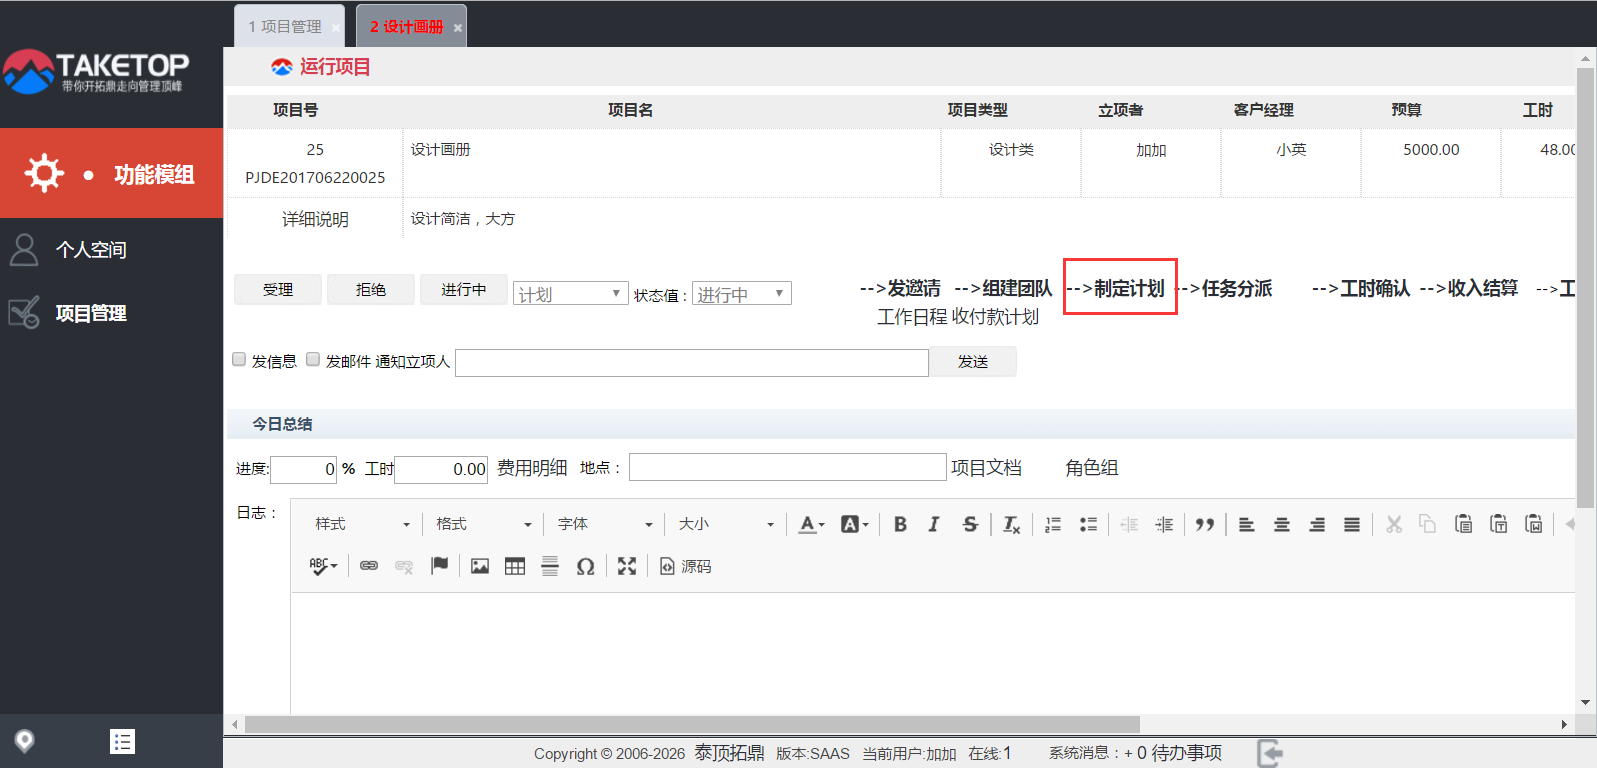 1 项目管理 ×
2 设计画册 ×
TAKETOP
带你开拓鼎走向管理顶峰
功能模组
个人空间
项目管理
运行项目
项目号 项目名 项目类型 立项者 客户经理 预算 工时
25 设计画册 设计类 加加 小英 5000.00 48.00
PJDE201706220025
详细说明 设计简洁，大方
受理 拒绝 进行中 计划 状态值： 进行中 -->发邀请 -->组建团队 -->制定计划 -->任务分派 -->工时确认 -->收入结算 -->工
工作日程 收付款计划
发信息 发邮件 通知立项人 发送
今日总结
进度: 0 % 工时 0.00 费用明细 地点： 项目文档 角色组
日志：
样式 格式 字体 大小
源码
Copyright © 2006-2026 泰顶拓鼎 版本:SAAS 当前用户:加加 在线:1 系统消息：+ 0 待办事项